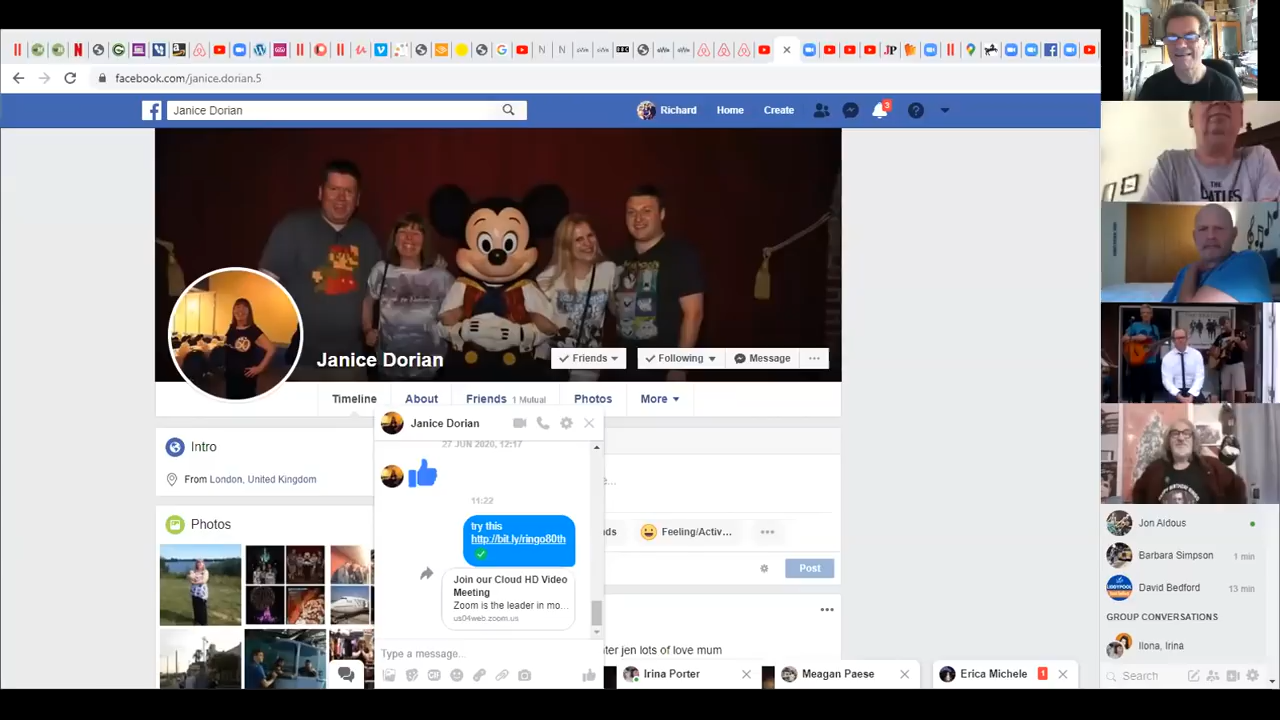 facebook.com/janice.dorian.5
Janice Dorian
Richard
Home
Create
3
Janice Dorian
Friends
Following
Message
Timeline
About
Friends 1 Mutual
Photos
More
Intro
From London, United Kingdom
Photos
Janice Dorian
27 JUN 2020, 12:17
11:22
try this
http://bit.ly/ringo80th
Join our Cloud HD Video
Meeting
Zoom is the leader in mo...
us04web.zoom.us
Type a message...
Feeling/Activ...
Post
jen lots of love mum
Irina Porter
Meagan Paese
Erica Michele 1
THE
Jon Aldous
Barbara Simpson 1 min
David Bedford 13 min
GROUP CONVERSATIONS
Ilona, Irina
Search